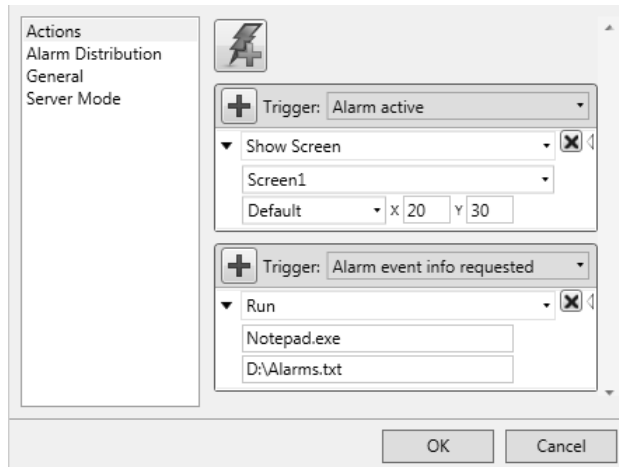 Actions
Alarm Distribution
General
Server Mode
Trigger: Alarm active
Show Screen
Screen1
Default X 20 Y 30
Trigger: Alarm event info requested
Run
Notepad.exe
D:\Alarms.txt
OK Cancel